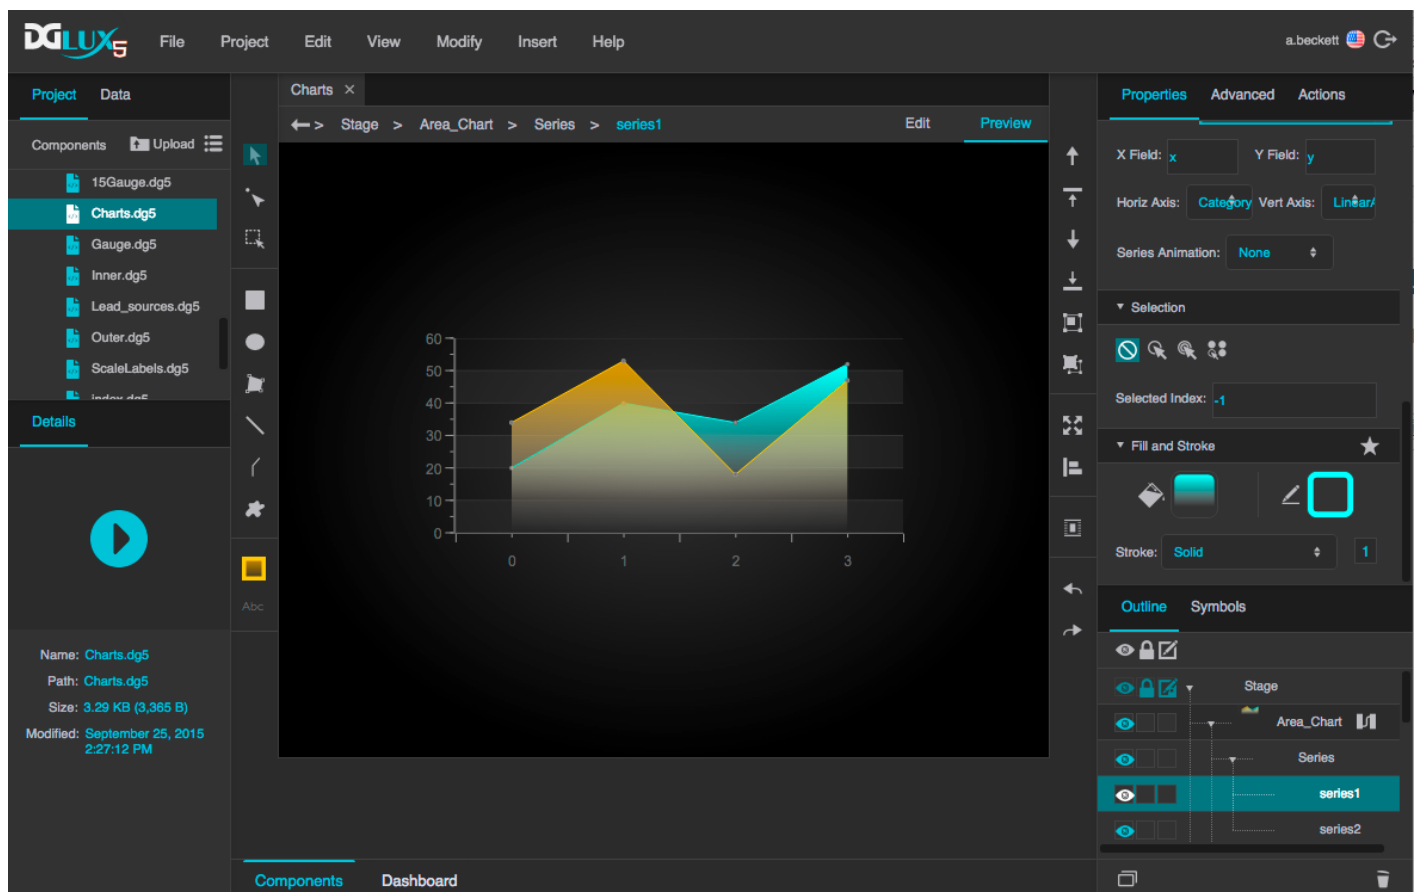 DGLUX5 File Project Edit View Modify Insert Help a.beckett
Project Data
Components Upload
15Gauge.dg5
Charts.dg5
Gauge.dg5
Inner.dg5
Lead_sources.dg5
Outer.dg5
ScaleLabels.dg5
index.dg5
Details
Name: Charts.dg5
Path: Charts.dg5
Size: 3.29 KB (3,365 B)
Modified: September 25, 2015
2:27:12 PM
Abc
Charts ×
Stage > Area_Chart > Series > series1 Edit Preview
60
50
40
30
20
10
0
0 1 2 3
Components Dashboard
Properties Advanced Actions
X Field: x Y Field: y
Horiz Axis: Category Vert Axis: LinearA
Series Animation: None
Selection
Selected Index: -1
Fill and Stroke
Stroke: Solid 1
Outline Symbols
Stage
Area_Chart
Series
series1
series2